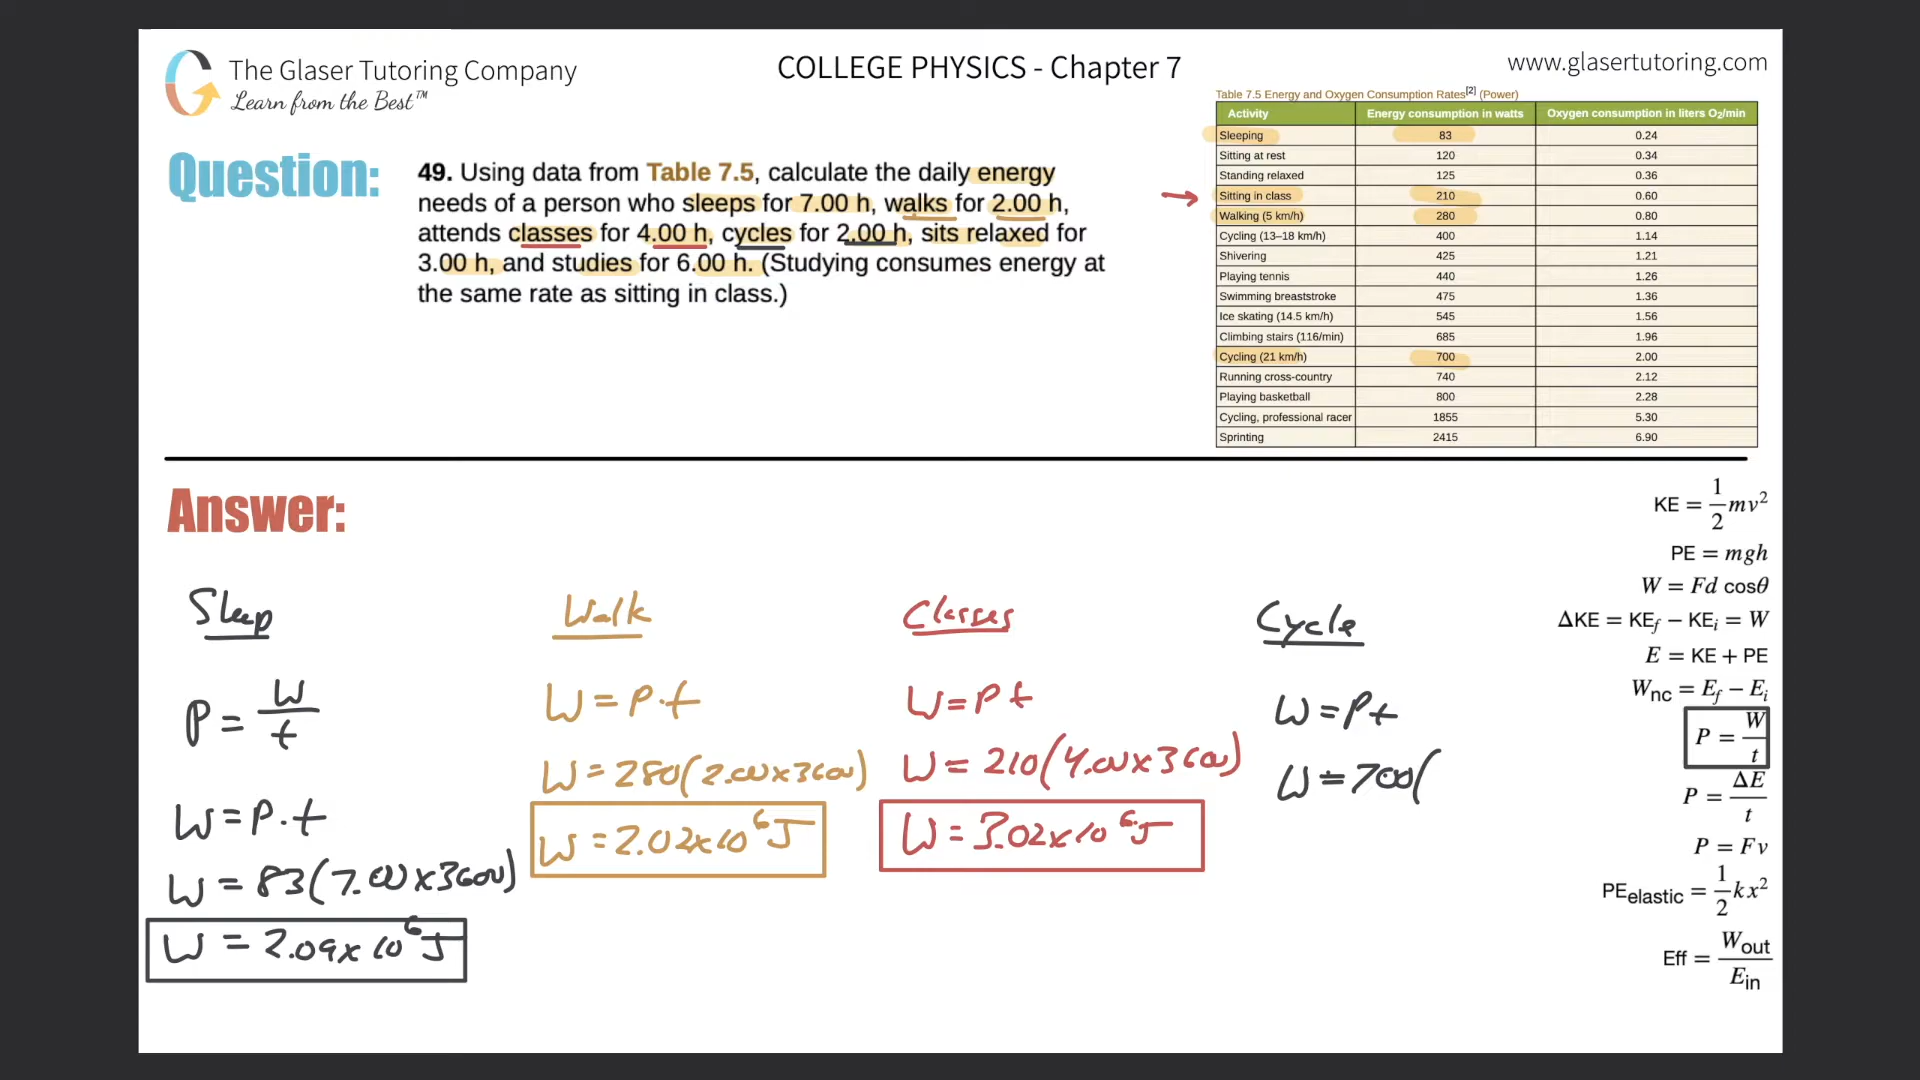 The Glaser Tutoring Company
Learn from the Best™
COLLEGE PHYSICS - Chapter 7
www.glasertutoring.com
Question:
49. Using data from Table 7.5, calculate the daily energy
needs of a person who sleeps for 7.00 h, walks for 2.00 h,
attends classes for 4.00 h, cycles for 2.00 h, sits relaxed for
3.00 h, and studies for 6.00 h. (Studying consumes energy at
the same rate as sitting in class.)
Table 7.5 Energy and Oxygen Consumption Rates[2] (Power)
Activity Energy consumption in watts Oxygen consumption in liters O2/min
Sleeping 83 0.24
Sitting at rest 120 0.34
Standing relaxed 125 0.36
Sitting in class 210 0.60
Walking (5 km/h) 280 0.80
Cycling (13–18 km/h) 400 1.14
Shivering 425 1.21
Playing tennis 440 1.26
Swimming breaststroke 475 1.36
Ice skating (14.5 km/h) 545 1.56
Climbing stairs (116/min) 685 1.96
Cycling (21 km/h) 700 2.00
Running cross-country 740 2.12
Playing basketball 800 2.28
Cycling, professional racer 1855 5.30
Sprinting 2415 6.90
Answer:
Sleep
P = W/t
W = P·t
W = 83(7.00x3600)
W = 2.09x10⁶J
Walk
W = P·t
W = 280(2.00x3600)
W = 2.02x10⁶J
Classes
W = Pt
W = 210(4.00x3600)
W = 3.02x10⁶J
Cycle
W = Pt
W = 700(
KE = 1/2 mv²
PE = mgh
W = Fd cosθ
ΔKE = KEf − KEi = W
E = KE + PE
Wnc = Ef − Ei
P = W/t
P = ΔE/t
P = Fv
PEelastic = 1/2 kx²
Eff = Wout/Ein